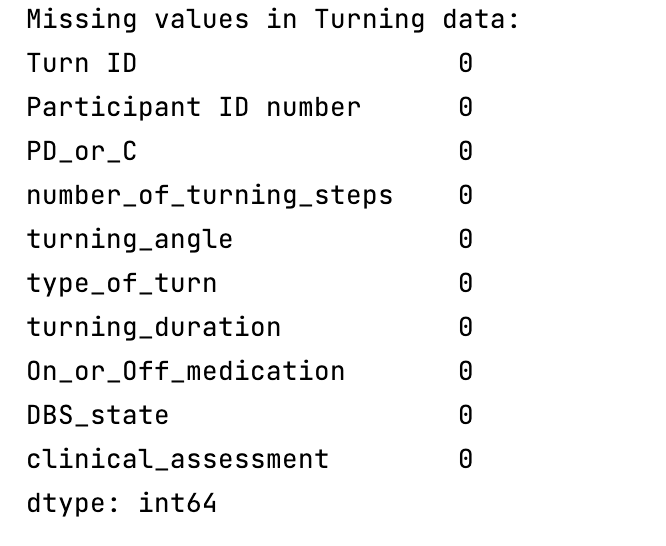 Missing values in Turning data:
Turn ID 0
Participant ID number 0
PD_or_C 0
number_of_turning_steps 0
turning_angle 0
type_of_turn 0
turning_duration 0
On_or_Off_medication 0
DBS_state 0
clinical_assessment 0
dtype: int64